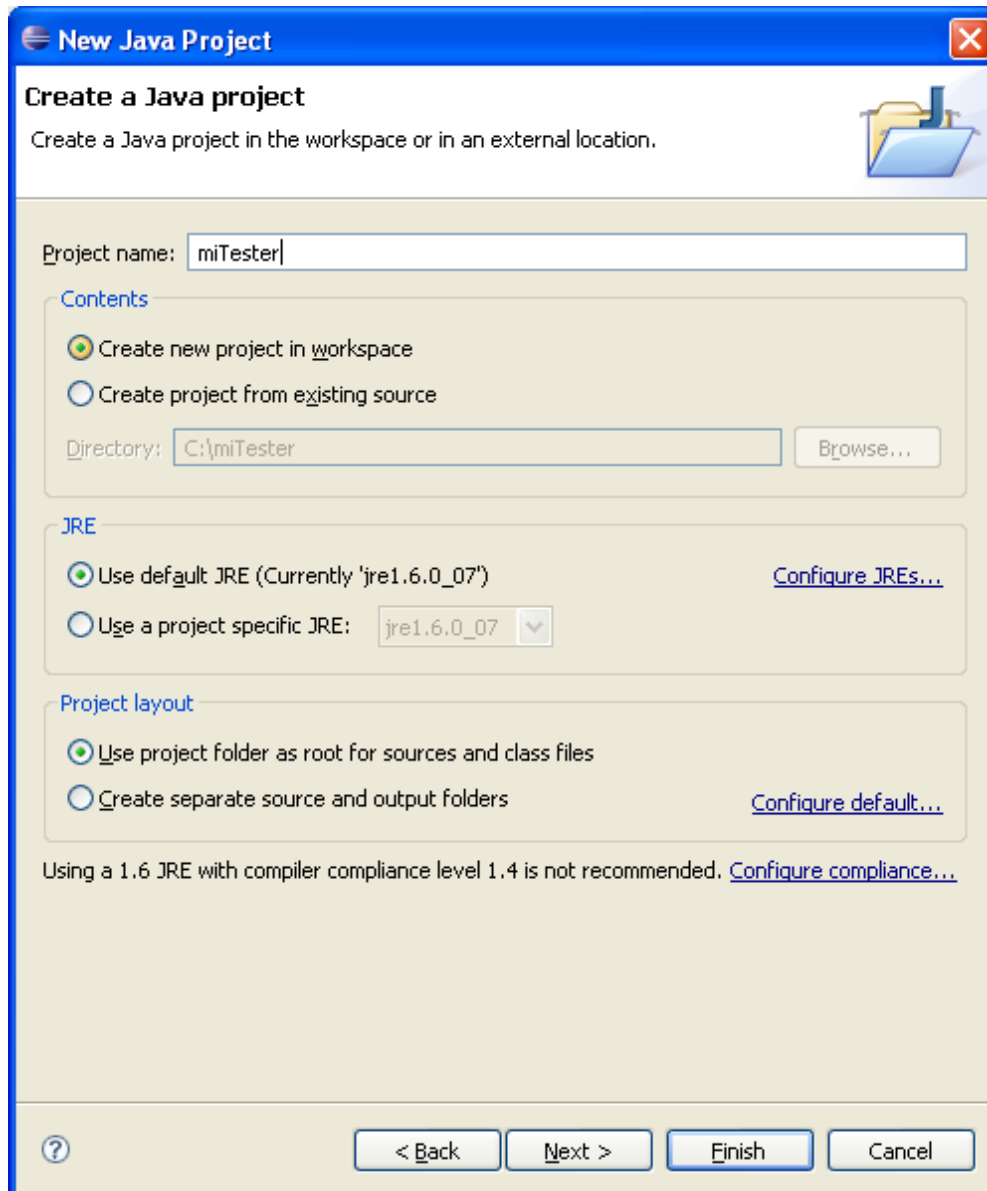 New Java Project
Create a Java project
Create a Java project in the workspace or in an external location.
Project name: miTester
Contents
Create new project in workspace
Create project from existing source
Directory: C:\miTester Browse...
JRE
Use default JRE (Currently 'jre1.6.0_07') Configure JREs...
Use a project specific JRE: jre1.6.0_07
Project layout
Use project folder as root for sources and class files
Create separate source and output folders Configure default...
Using a 1.6 JRE with compiler compliance level 1.4 is not recommended. Configure compliance...
? < Back Next > Finish Cancel